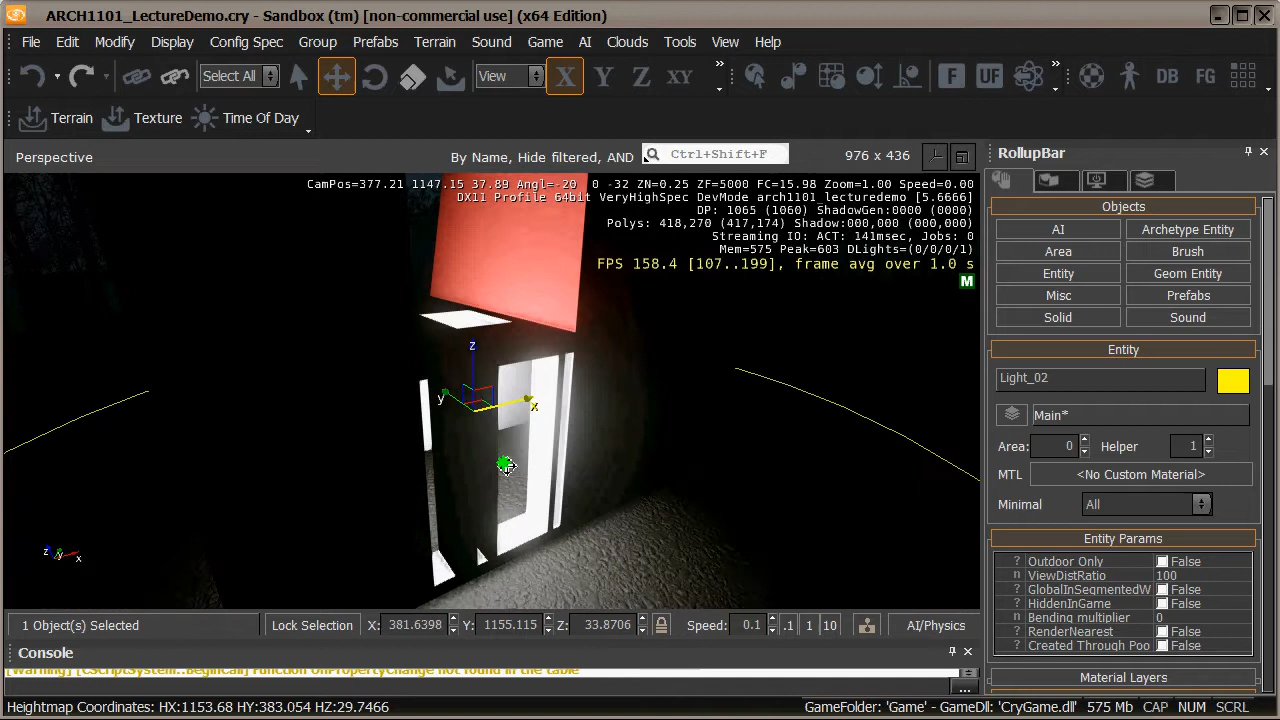 ARCH1101_LectureDemo.cry - Sandbox (tm) [non-commercial use] (x64 Edition)
File Edit Modify Display Config Spec Group Prefabs Terrain Sound Game AI Clouds Tools View Help
Select All View X Y Z XY F UF DB FG
Terrain Texture Time Of Day
Perspective By Name, Hide filtered, AND Ctrl+Shift+F 976 x 436
CamPos=377.21 1147.15 37.89 Angl=-20 0 -32 ZN=0.25 ZF=5000 FC=15.98 Zoom=1.00 Speed=0.00
DX11 Profile 64bit VeryHighSpec DevMode arch1101_lecturedemo [5.6666]
DP: 1065 (1060) ShadowGen:0000 (0000)
Polys: 418,270 (417,174) Shadow:000,000 (000,000)
Streaming IO: ACT: 141msec, Jobs: 0
Mem=575 Peak=603 DLights=(0/0/0/1)
FPS 158.4 [107..199], frame avg over 1.0 s
M
z
y x
z y x
RollupBar
Objects
AI Archetype Entity
Area Brush
Entity Geom Entity
Misc Prefabs
Solid Sound
Entity
Light_02
Main*
Area: 0 Helper 1
MTL <No Custom Material>
Minimal All
Entity Params
? Outdoor Only False
n ViewDistRatio 100
? GlobalInSegmentedW False
? HiddenInGame False
n Bending multiplier 0
? RenderNearest False
? Created Through Poo False
Material Layers
1 Object(s) Selected Lock Selection X: 381.6398 Y: 1155.115 Z: 33.8706 Speed: 0.1 .1 1 10 AI/Physics
Console
[Warning] [CScriptSystem::BeginCall] Function OnPropertyChange not found in the table
...
Heightmap Coordinates: HX:1153.68 HY:383.054 HZ:29.7466 GameFolder: 'Game' - GameDll: 'CryGame.dll' 575 Mb CAP NUM SCRL